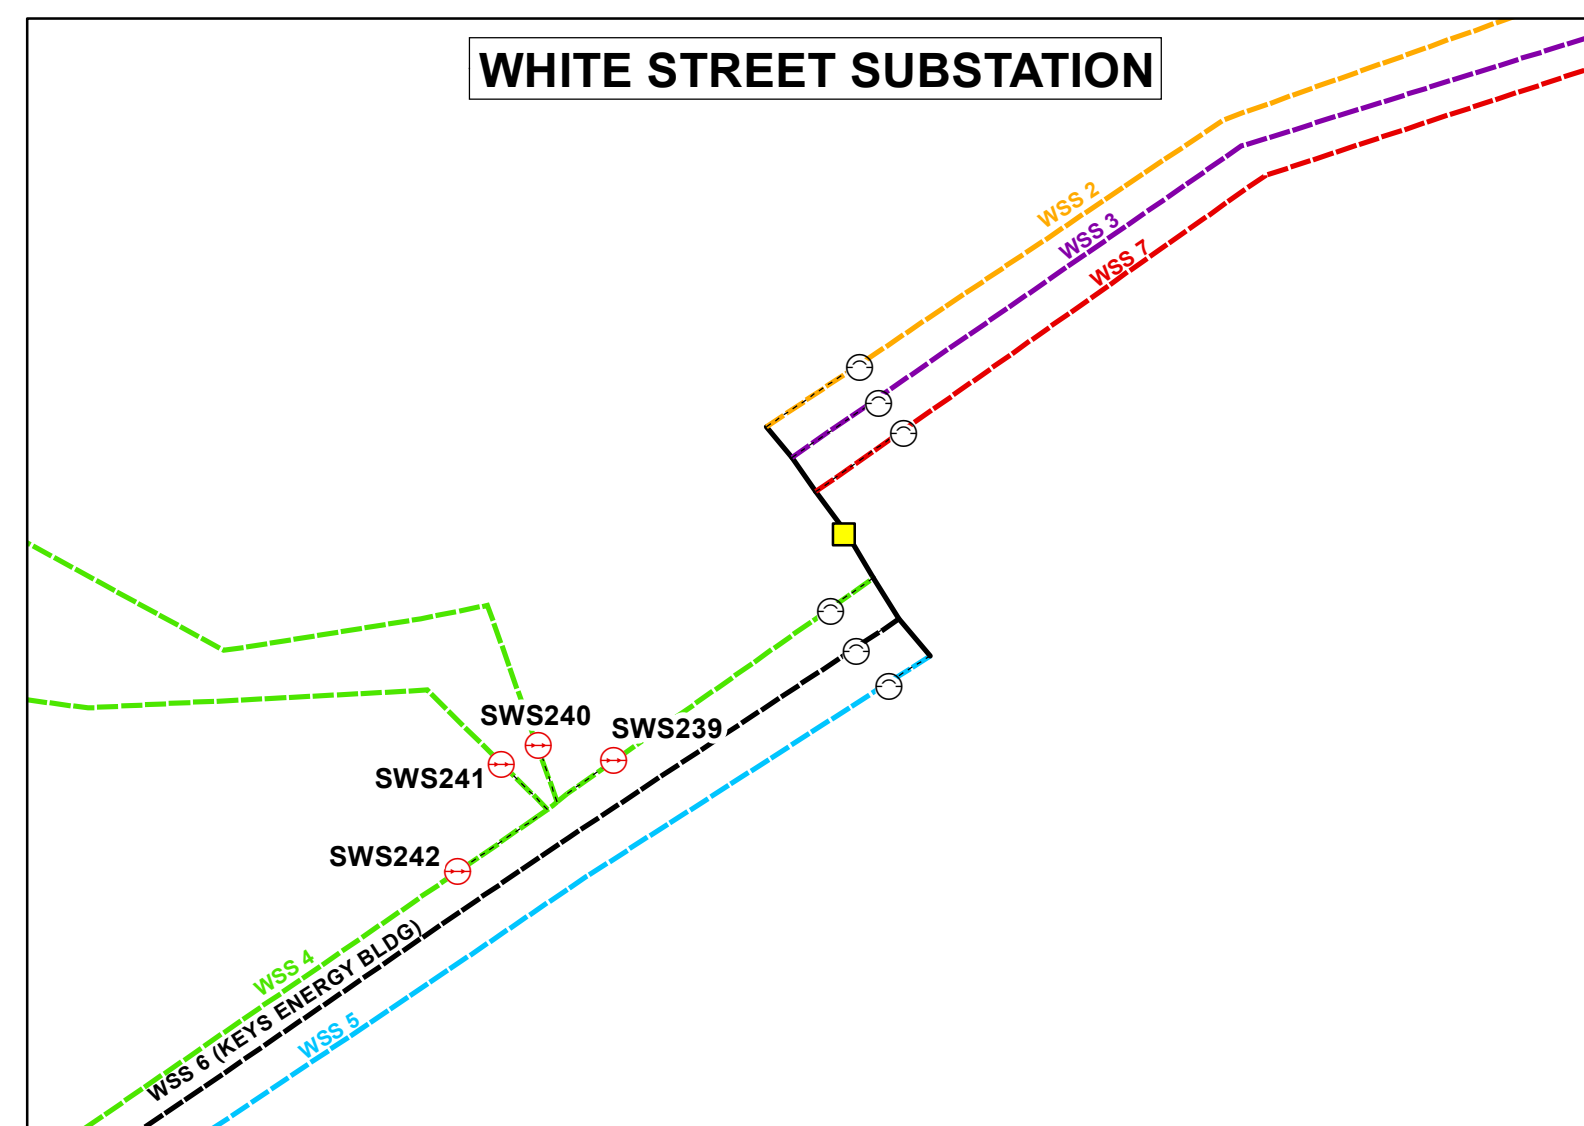 WHITE STREET SUBSTATION
WSS 2
WSS 3
WSS 7
SWS240
SWS239
SWS241
SWS242
WSS 4
WSS 6 (KEYS ENERGY BLDG)
WSS 5